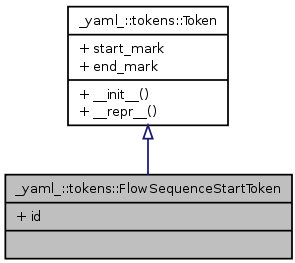 _yaml_::tokens::Token
+ start_mark
+ end_mark
+ __init__()
+ __repr__()
_yaml_::tokens::FlowSequenceStartToken
+ id